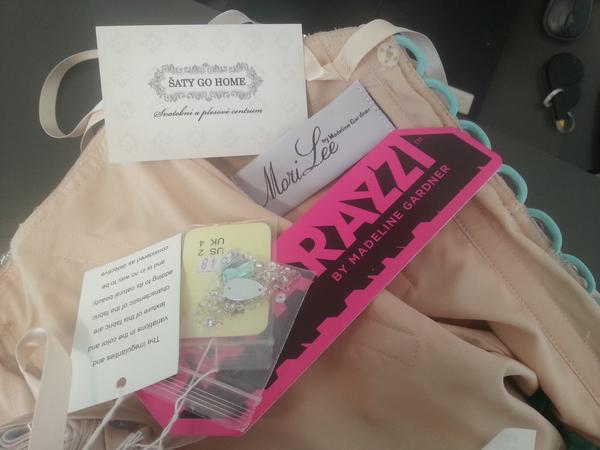 ŠATY GO HOME
Svatební a plesové centrum
Mori Lee
by Madeline Gardner
RAZZI™
BY MADELINE GARDNER
US 2
UK 4
The irregularities and
variations in the color and
texture of this fabric are
characteristic of the fabric
adding to its natural beauty
and is in no way to be
considered as defective